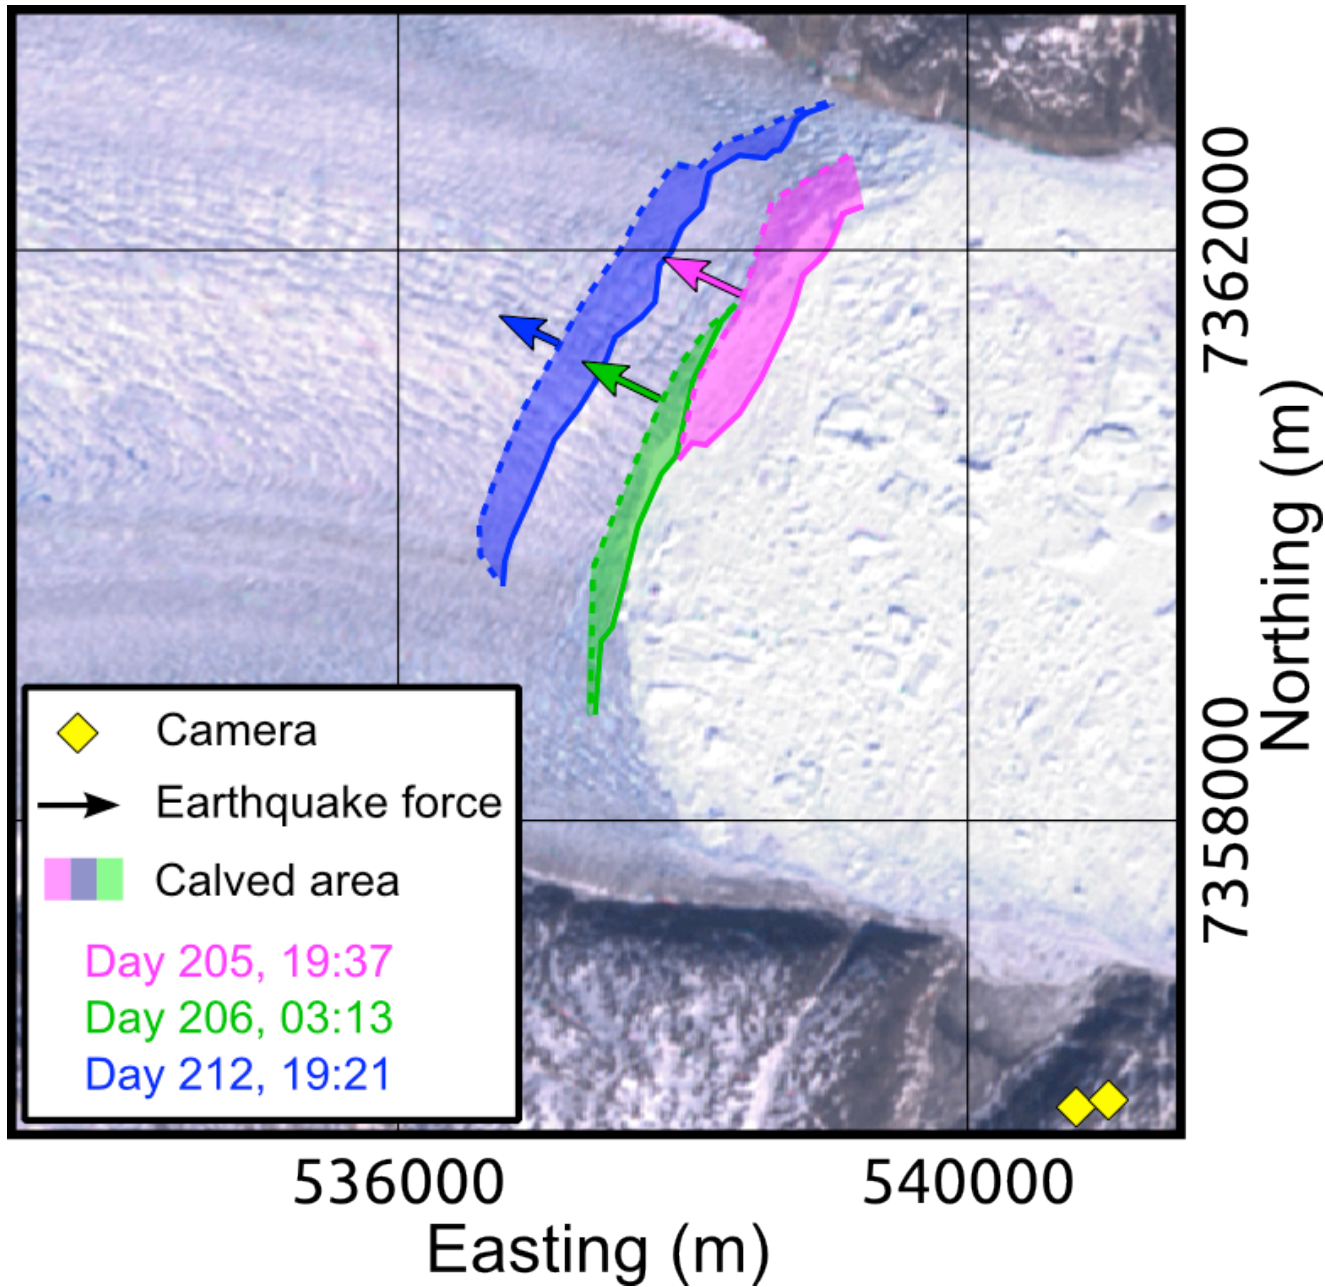 Camera
Earthquake force
Calved area
Day 205, 19:37
Day 206, 03:13
Day 212, 19:21
536000
540000
Easting (m)
7362000
7358000
Northing (m)